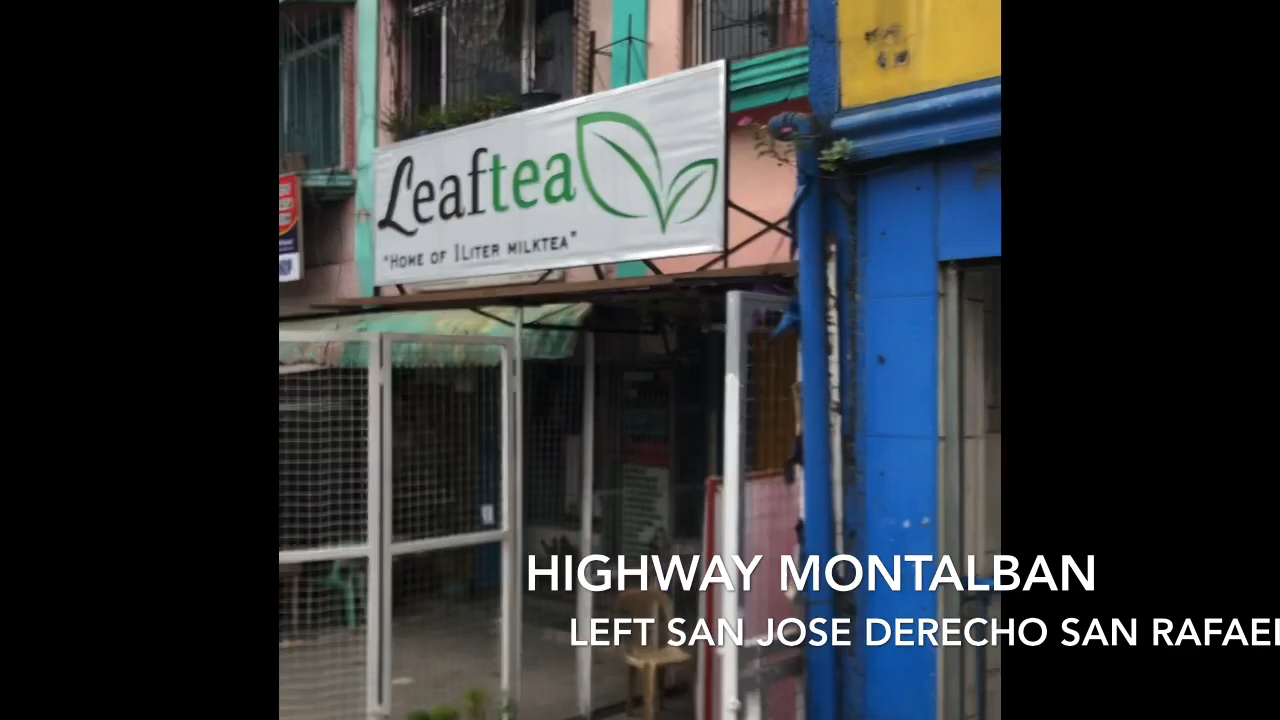 Leaftea
"HOME OF 1LITER MILKTEA"
HIGHWAY MONTALBAN
LEFT SAN JOSE DERECHO SAN RAFAEL